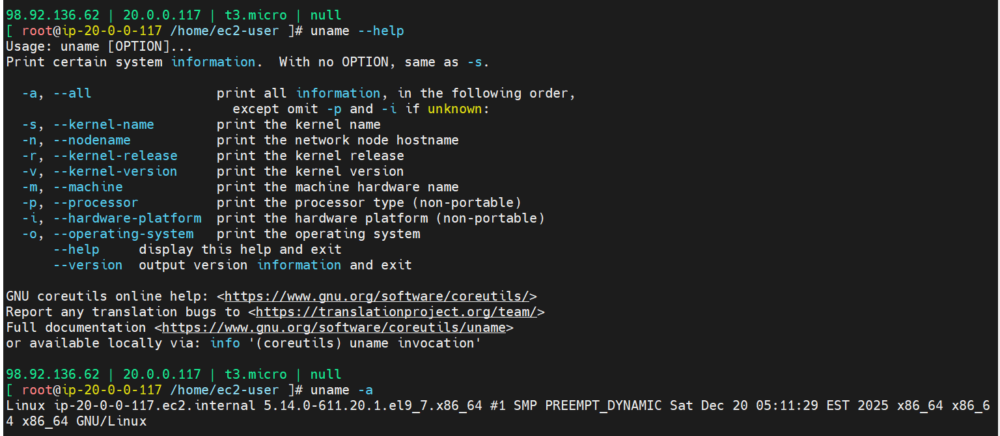 98.92.136.62 | 20.0.0.117 | t3.micro | null
[ root@ip-20-0-0-117 /home/ec2-user ]# uname --help
Usage: uname [OPTION]...
Print certain system information.  With no OPTION, same as -s.

  -a, --all                print all information, in the following order,
                             except omit -p and -i if unknown:
  -s, --kernel-name        print the kernel name
  -n, --nodename           print the network node hostname
  -r, --kernel-release     print the kernel release
  -v, --kernel-version     print the kernel version
  -m, --machine            print the machine hardware name
  -p, --processor          print the processor type (non-portable)
  -i, --hardware-platform  print the hardware platform (non-portable)
  -o, --operating-system   print the operating system
      --help     display this help and exit
      --version  output version information and exit

GNU coreutils online help: <https://www.gnu.org/software/coreutils/>
Report any translation bugs to <https://translationproject.org/team/>
Full documentation <https://www.gnu.org/software/coreutils/uname>
or available locally via: info '(coreutils) uname invocation'

98.92.136.62 | 20.0.0.117 | t3.micro | null
[ root@ip-20-0-0-117 /home/ec2-user ]# uname -a
Linux ip-20-0-0-117.ec2.internal 5.14.0-611.20.1.el9_7.x86_64 #1 SMP PREEMPT_DYNAMIC Sat Dec 20 05:11:29 EST 2025 x86_64 x86_6
4 x86_64 GNU/Linux